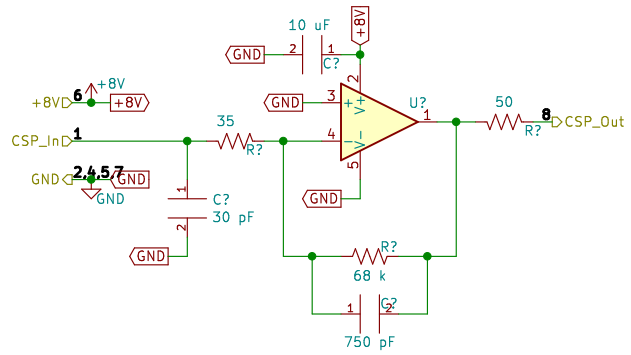 10 uF
+8V
GND
2
1
C?
6
+8V
+8V
+8V
2
35
GND
3
+
V+
U?
1
50
8
CSP_Out
CSP_In
1
R?
4
-
V-
5
R?
GND
2,4,5,7
GND
GND
1
C?
30 pF
2
GND
GND
R?
68 k
1
C?
2
750 pF